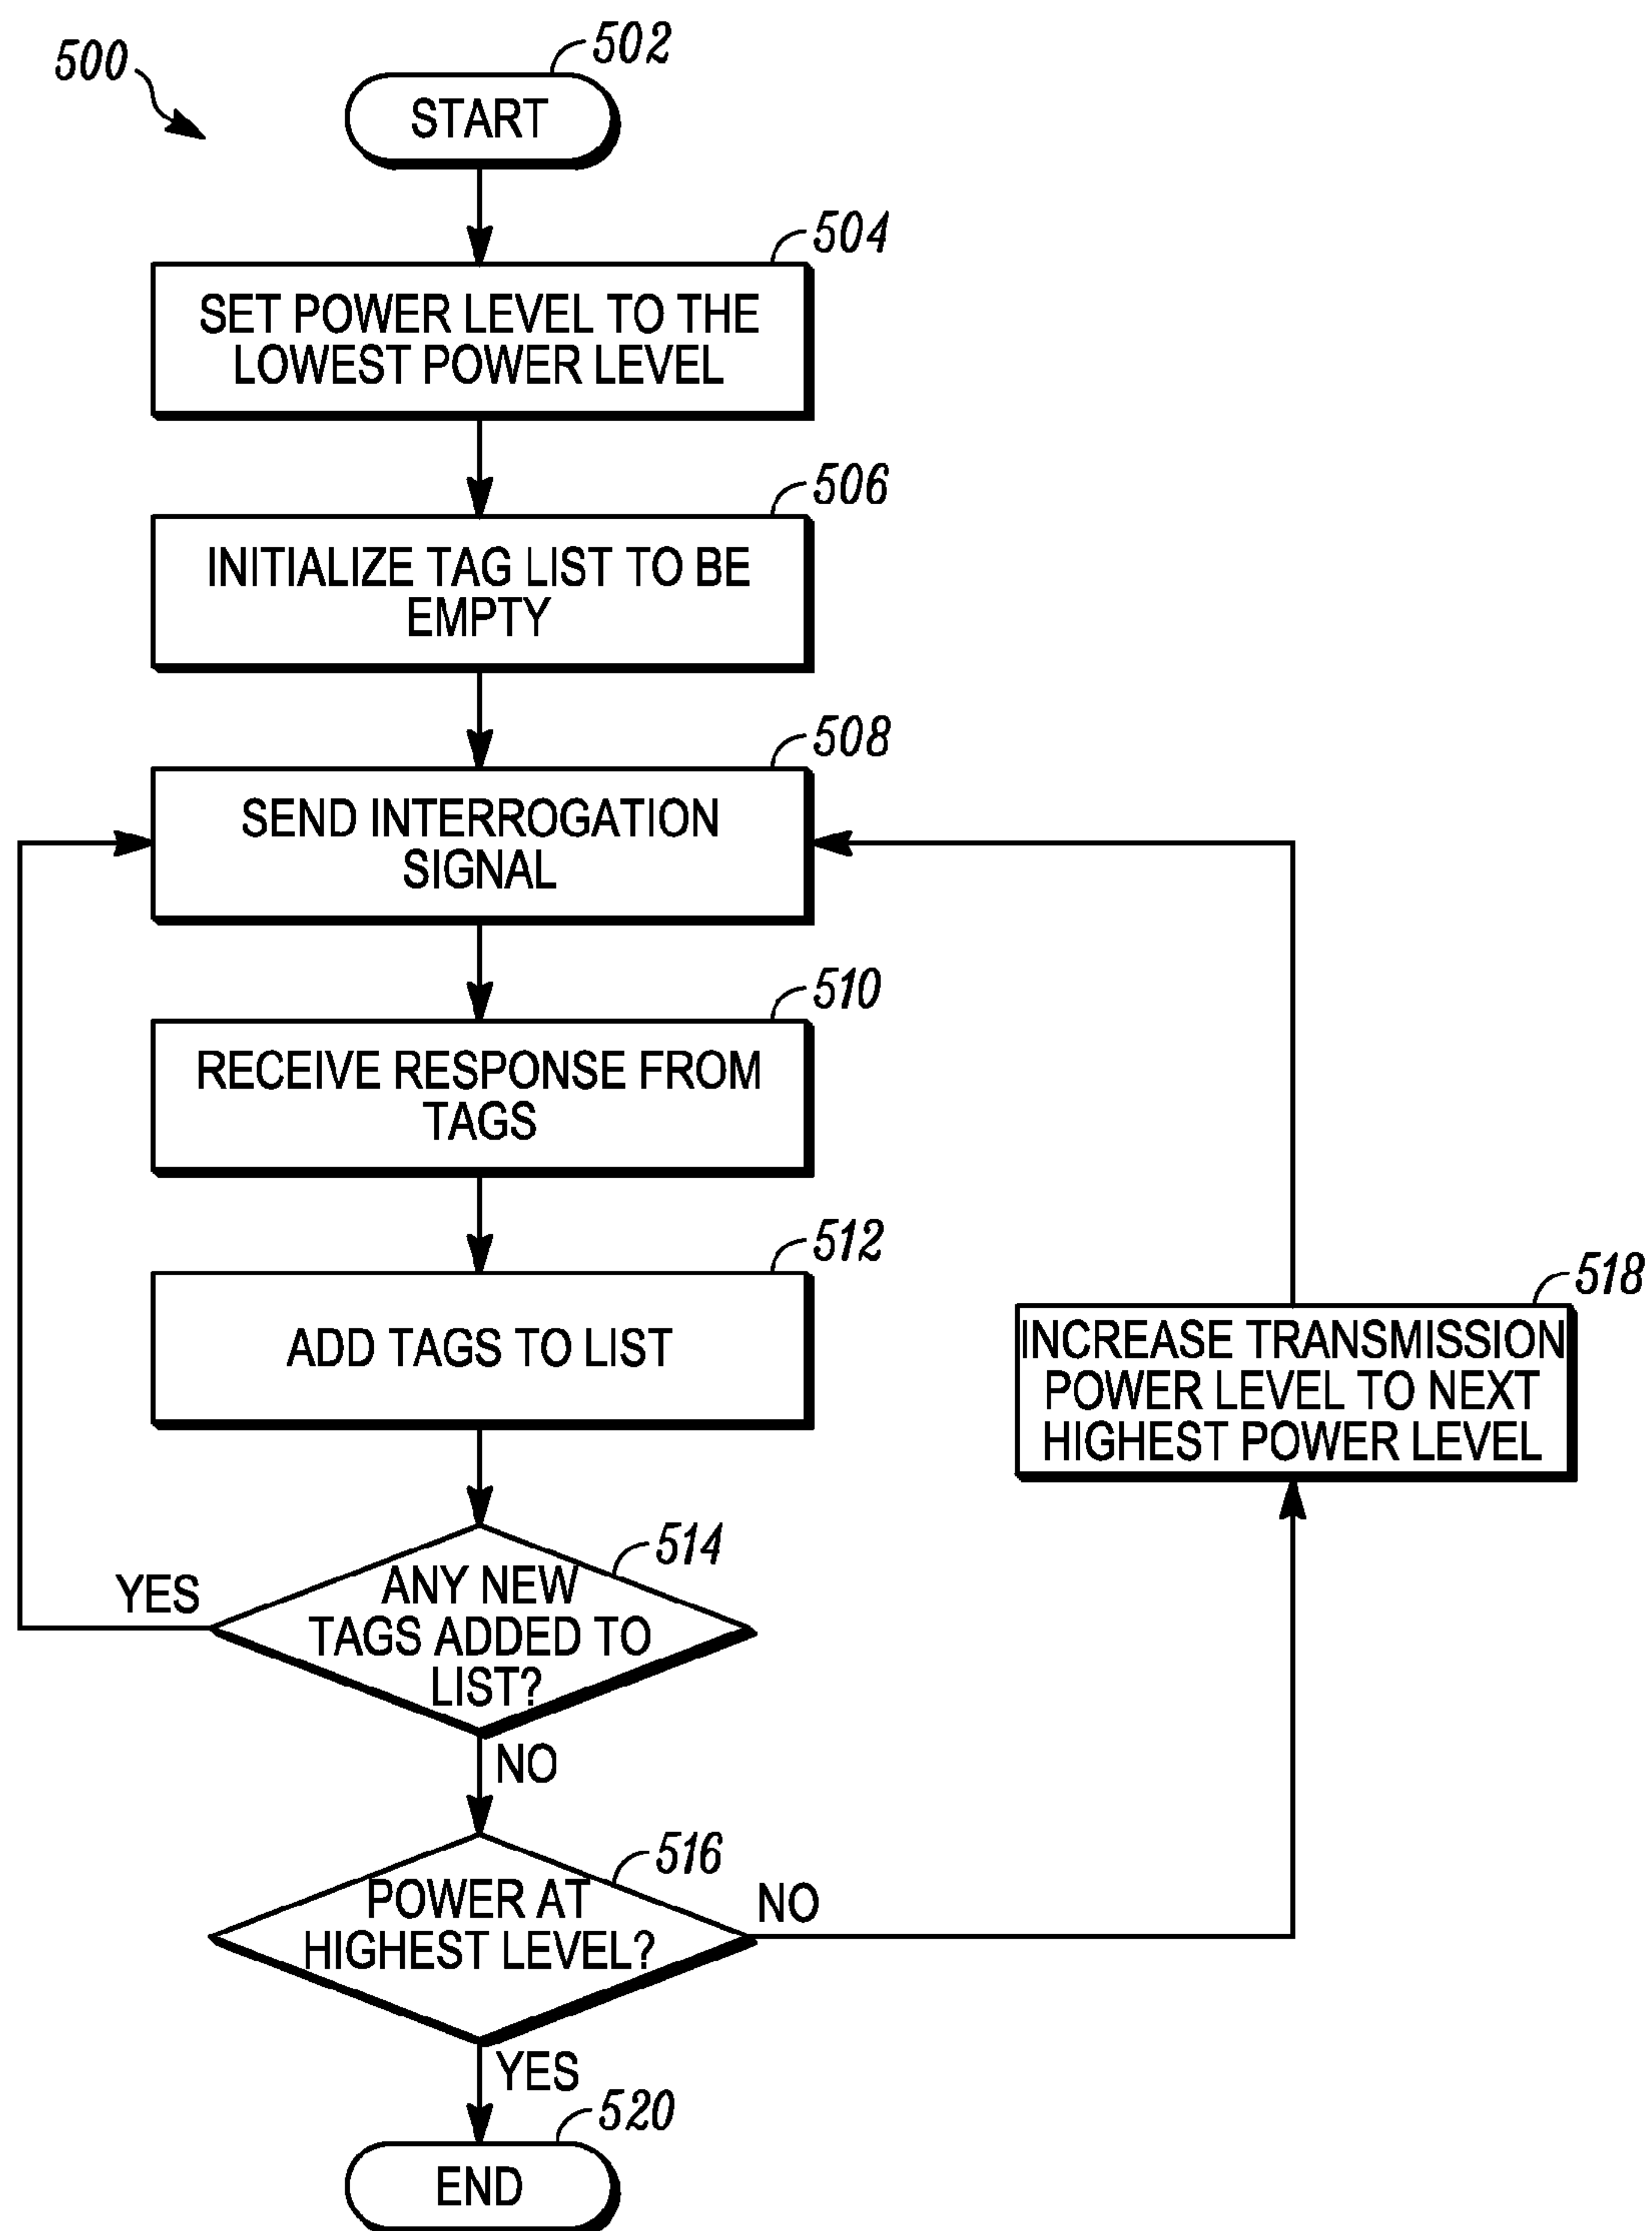 500
502
START
504
SET POWER LEVEL TO THE
LOWEST POWER LEVEL
506
INITIALIZE TAG LIST TO BE
EMPTY
508
SEND INTERROGATION
SIGNAL
510
RECEIVE RESPONSE FROM
TAGS
512
ADD TAGS TO LIST
518
INCREASE TRANSMISSION
POWER LEVEL TO NEXT
HIGHEST POWER LEVEL
514
YES
ANY NEW
TAGS ADDED TO
LIST?
NO
516
POWER AT
HIGHEST LEVEL?
NO
YES
520
END